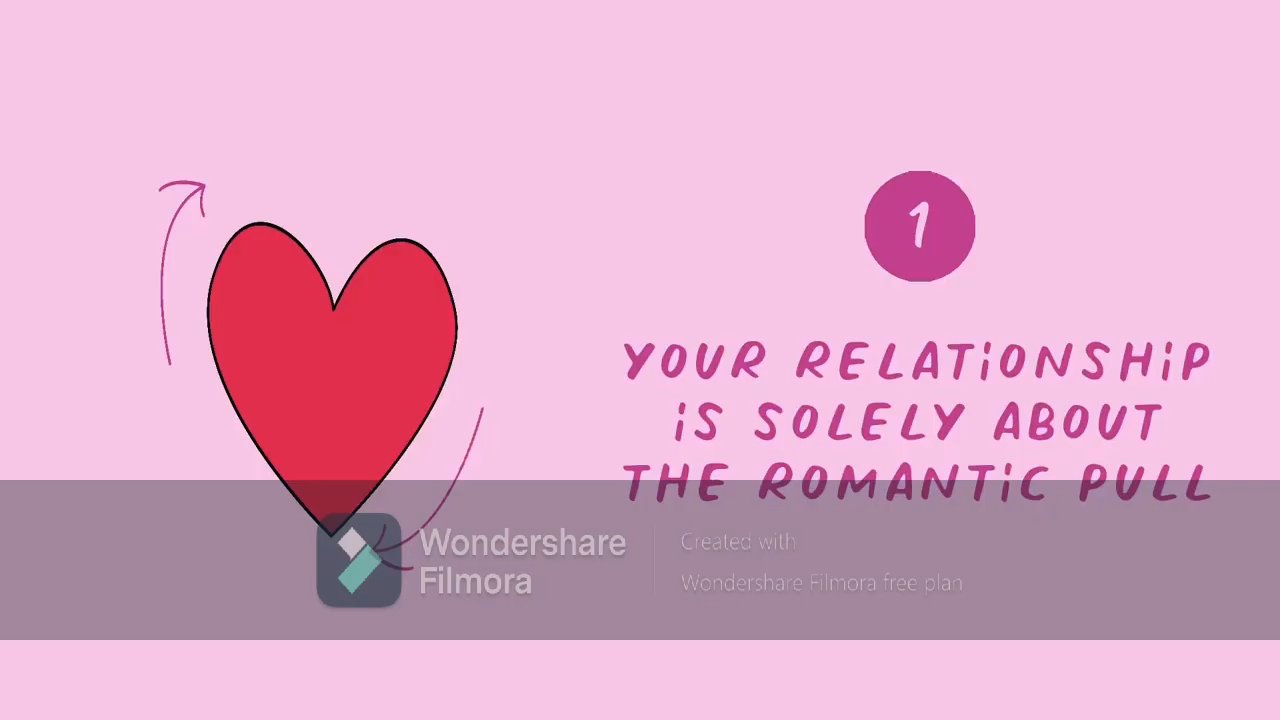 1
YOUR RELATIONSHIP
IS SOLELY ABOUT
THE ROMANTIC PULL
Wondershare
Filmora
Created with
Wondershare Filmora free plan